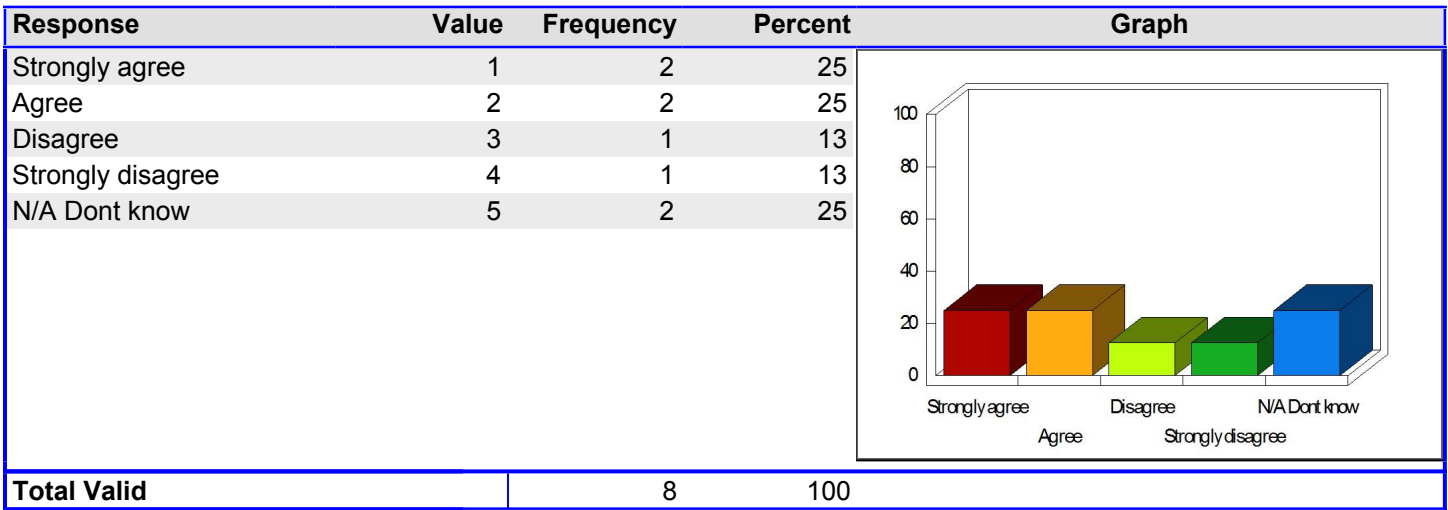 Response Value Frequency Percent Graph
Strongly agree 1 2 25
Agree 2 2 25
Disagree 3 1 13
Strongly disagree 4 1 13
N/A Dont know 5 2 25
100
80
60
40
20
0
Strongly agree Disagree N/A Dont know
Agree Strongly disagree
Total Valid 8 100